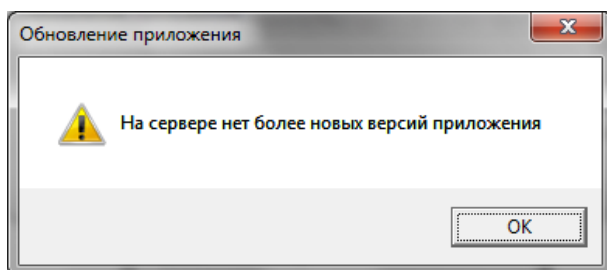 Обновление приложения
На сервере нет более новых версий приложения
OK